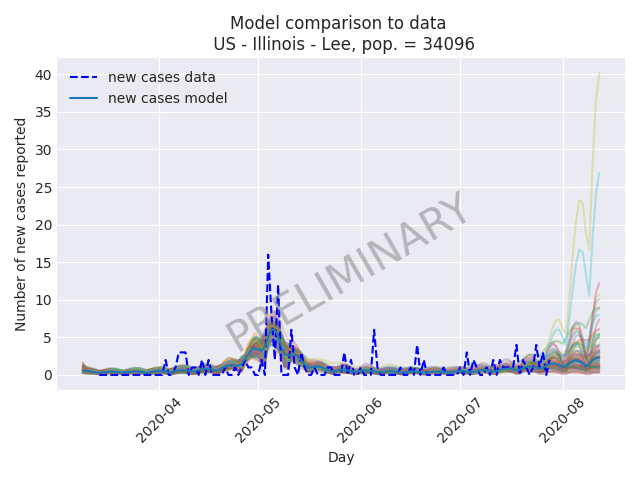 Model comparison to data
US - Illinois - Lee, pop. = 34096
new cases data
new cases model
Number of new cases reported
40
35
30
25
20
15
10
5
0
PRELIMINARY
2020-04
2020-05
2020-06
2020-07
2020-08
Day